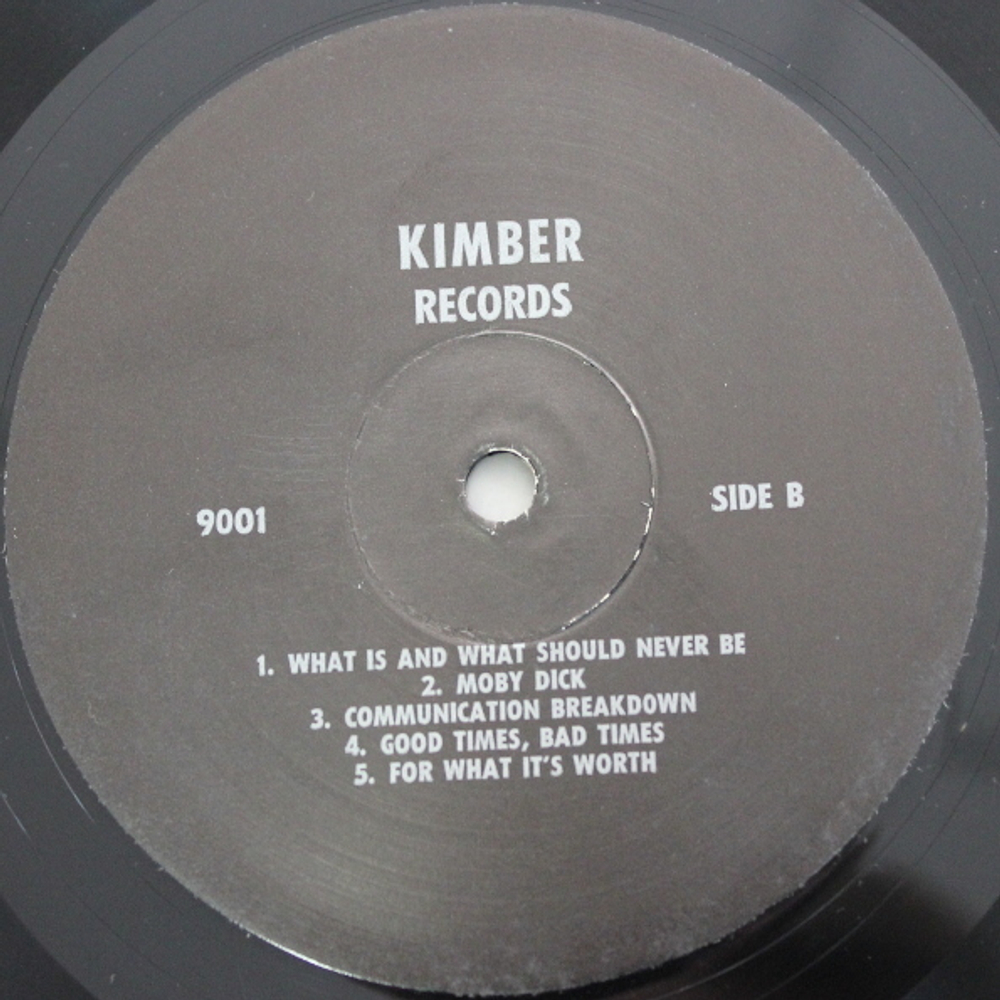 KIMBER
RECORDS
9001
SIDE B
1. WHAT IS AND WHAT SHOULD NEVER BE
2. MOBY DICK
3. COMMUNICATION BREAKDOWN
4. GOOD TIMES, BAD TIMES
5. FOR WHAT IT'S WORTH